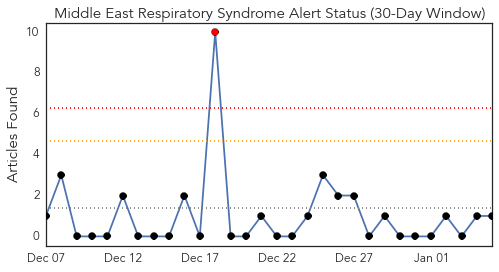 Middle East Respiratory Syndrome Alert Status (30-Day Window)
Articles Found
10
8
6
4
2
0
Dec 07 Dec 12 Dec 17 Dec 22 Dec 27 Jan 01